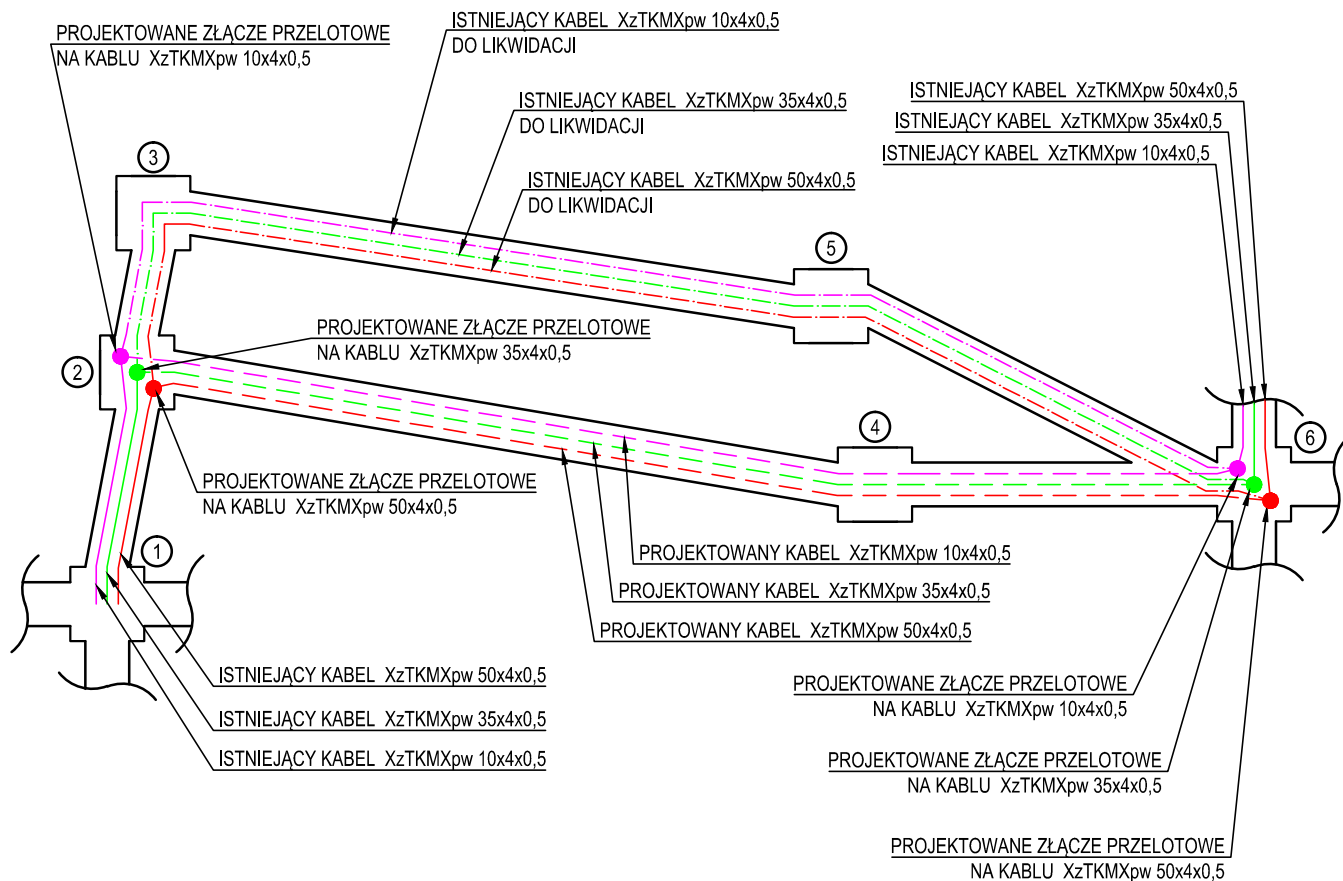 PROJEKTOWANE ZŁĄCZE PRZELOTOWE
NA KABLU XzTKMXpw 10x4x0,5
ISTNIEJĄCY KABEL XzTKMXpw 10x4x0,5
DO LIKWIDACJI
ISTNIEJĄCY KABEL XzTKMXpw 35x4x0,5
DO LIKWIDACJI
ISTNIEJĄCY KABEL XzTKMXpw 50x4x0,5
DO LIKWIDACJI
ISTNIEJĄCY KABEL XzTKMXpw 50x4x0,5
ISTNIEJĄCY KABEL XzTKMXpw 35x4x0,5
ISTNIEJĄCY KABEL XzTKMXpw 10x4x0,5
3
5
PROJEKTOWANE ZŁĄCZE PRZELOTOWE
NA KABLU XzTKMXpw 35x4x0,5
2
4
6
PROJEKTOWANE ZŁĄCZE PRZELOTOWE
NA KABLU XzTKMXpw 50x4x0,5
1
PROJEKTOWANY KABEL XzTKMXpw 10x4x0,5
PROJEKTOWANY KABEL XzTKMXpw 35x4x0,5
PROJEKTOWANY KABEL XzTKMXpw 50x4x0,5
ISTNIEJĄCY KABEL XzTKMXpw 50x4x0,5
ISTNIEJĄCY KABEL XzTKMXpw 35x4x0,5
ISTNIEJĄCY KABEL XzTKMXpw 10x4x0,5
PROJEKTOWANE ZŁĄCZE PRZELOTOWE
NA KABLU XzTKMXpw 10x4x0,5
PROJEKTOWANE ZŁĄCZE PRZELOTOWE
NA KABLU XzTKMXpw 35x4x0,5
PROJEKTOWANE ZŁĄCZE PRZELOTOWE
NA KABLU XzTKMXpw 50x4x0,5